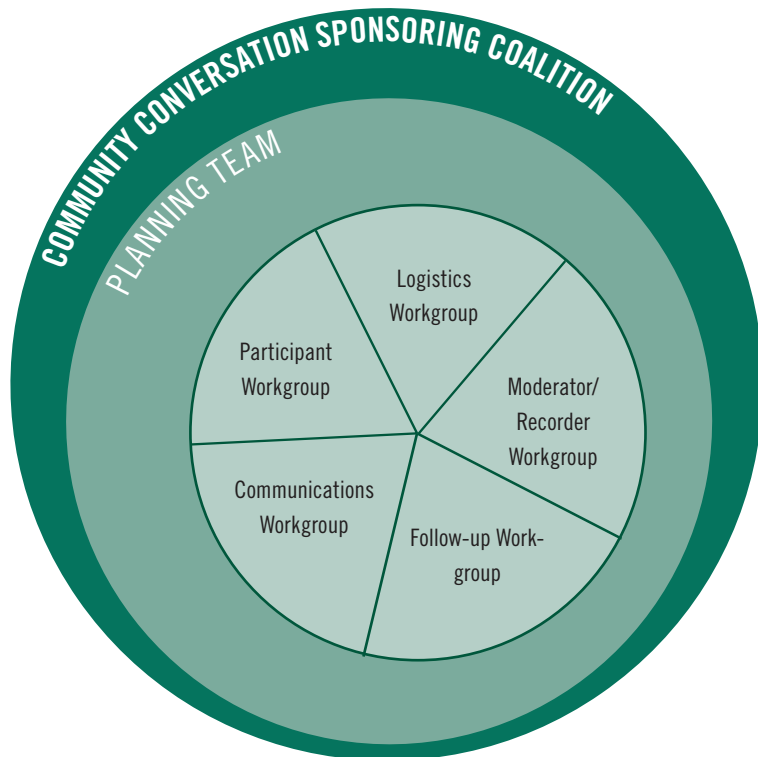 COMMUNITY CONVERSATION SPONSORING COALITION
PLANNING TEAM
Logistics
Workgroup
Participant
Workgroup
Moderator/
Recorder
Workgroup
Communications
Workgroup
Follow-up Work-
group